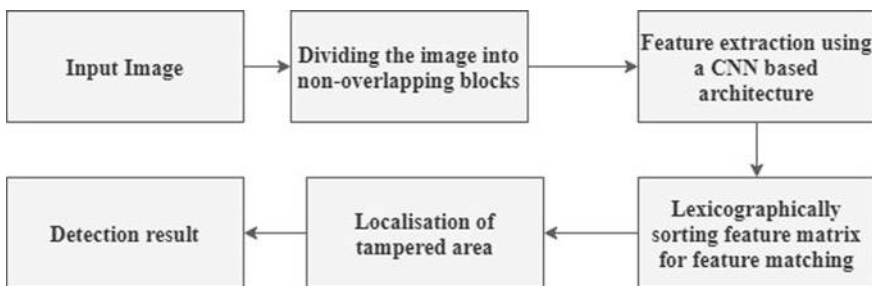 Input Image
Dividing the image into
non-overlapping blocks
Feature extraction using
a CNN based
architecture
Lexicographically
sorting feature matrix
for feature matching
Localisation of
tampered area
Detection result